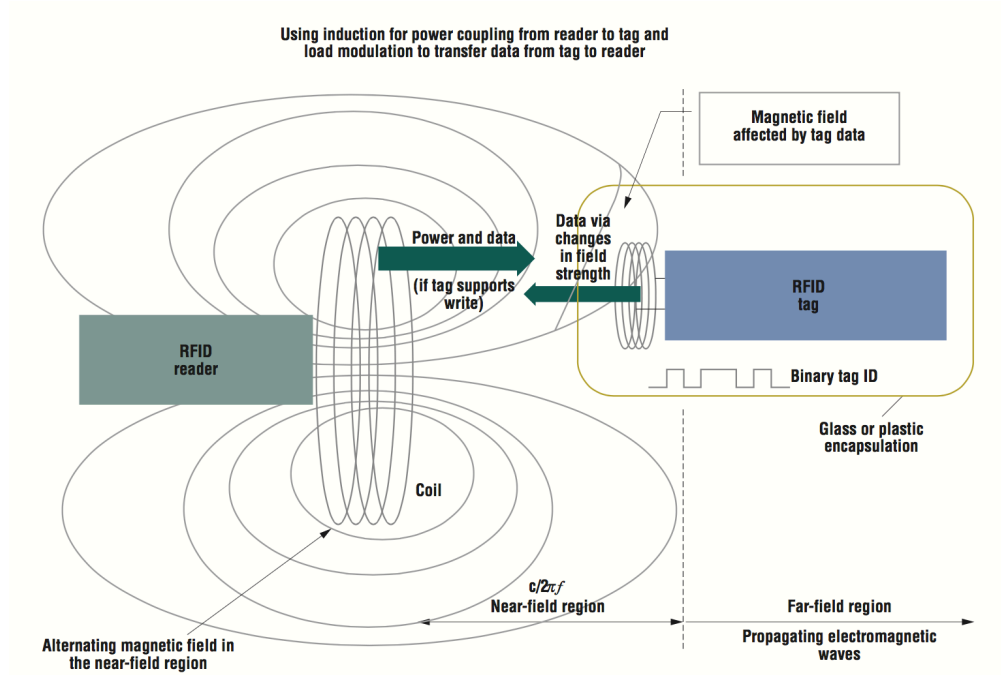 Using induction for power coupling from reader to tag and
load modulation to transfer data from tag to reader
Magnetic field
affected by tag data
Power and data
(if tag supports
write)
Data via
changes
in field
strength
RFID
reader
RFID
tag
Binary tag ID
Glass or plastic
encapsulation
Coil
c/2πf
Near-field region
Far-field region
Propagating electromagnetic
waves
Alternating magnetic field in
the near-field region